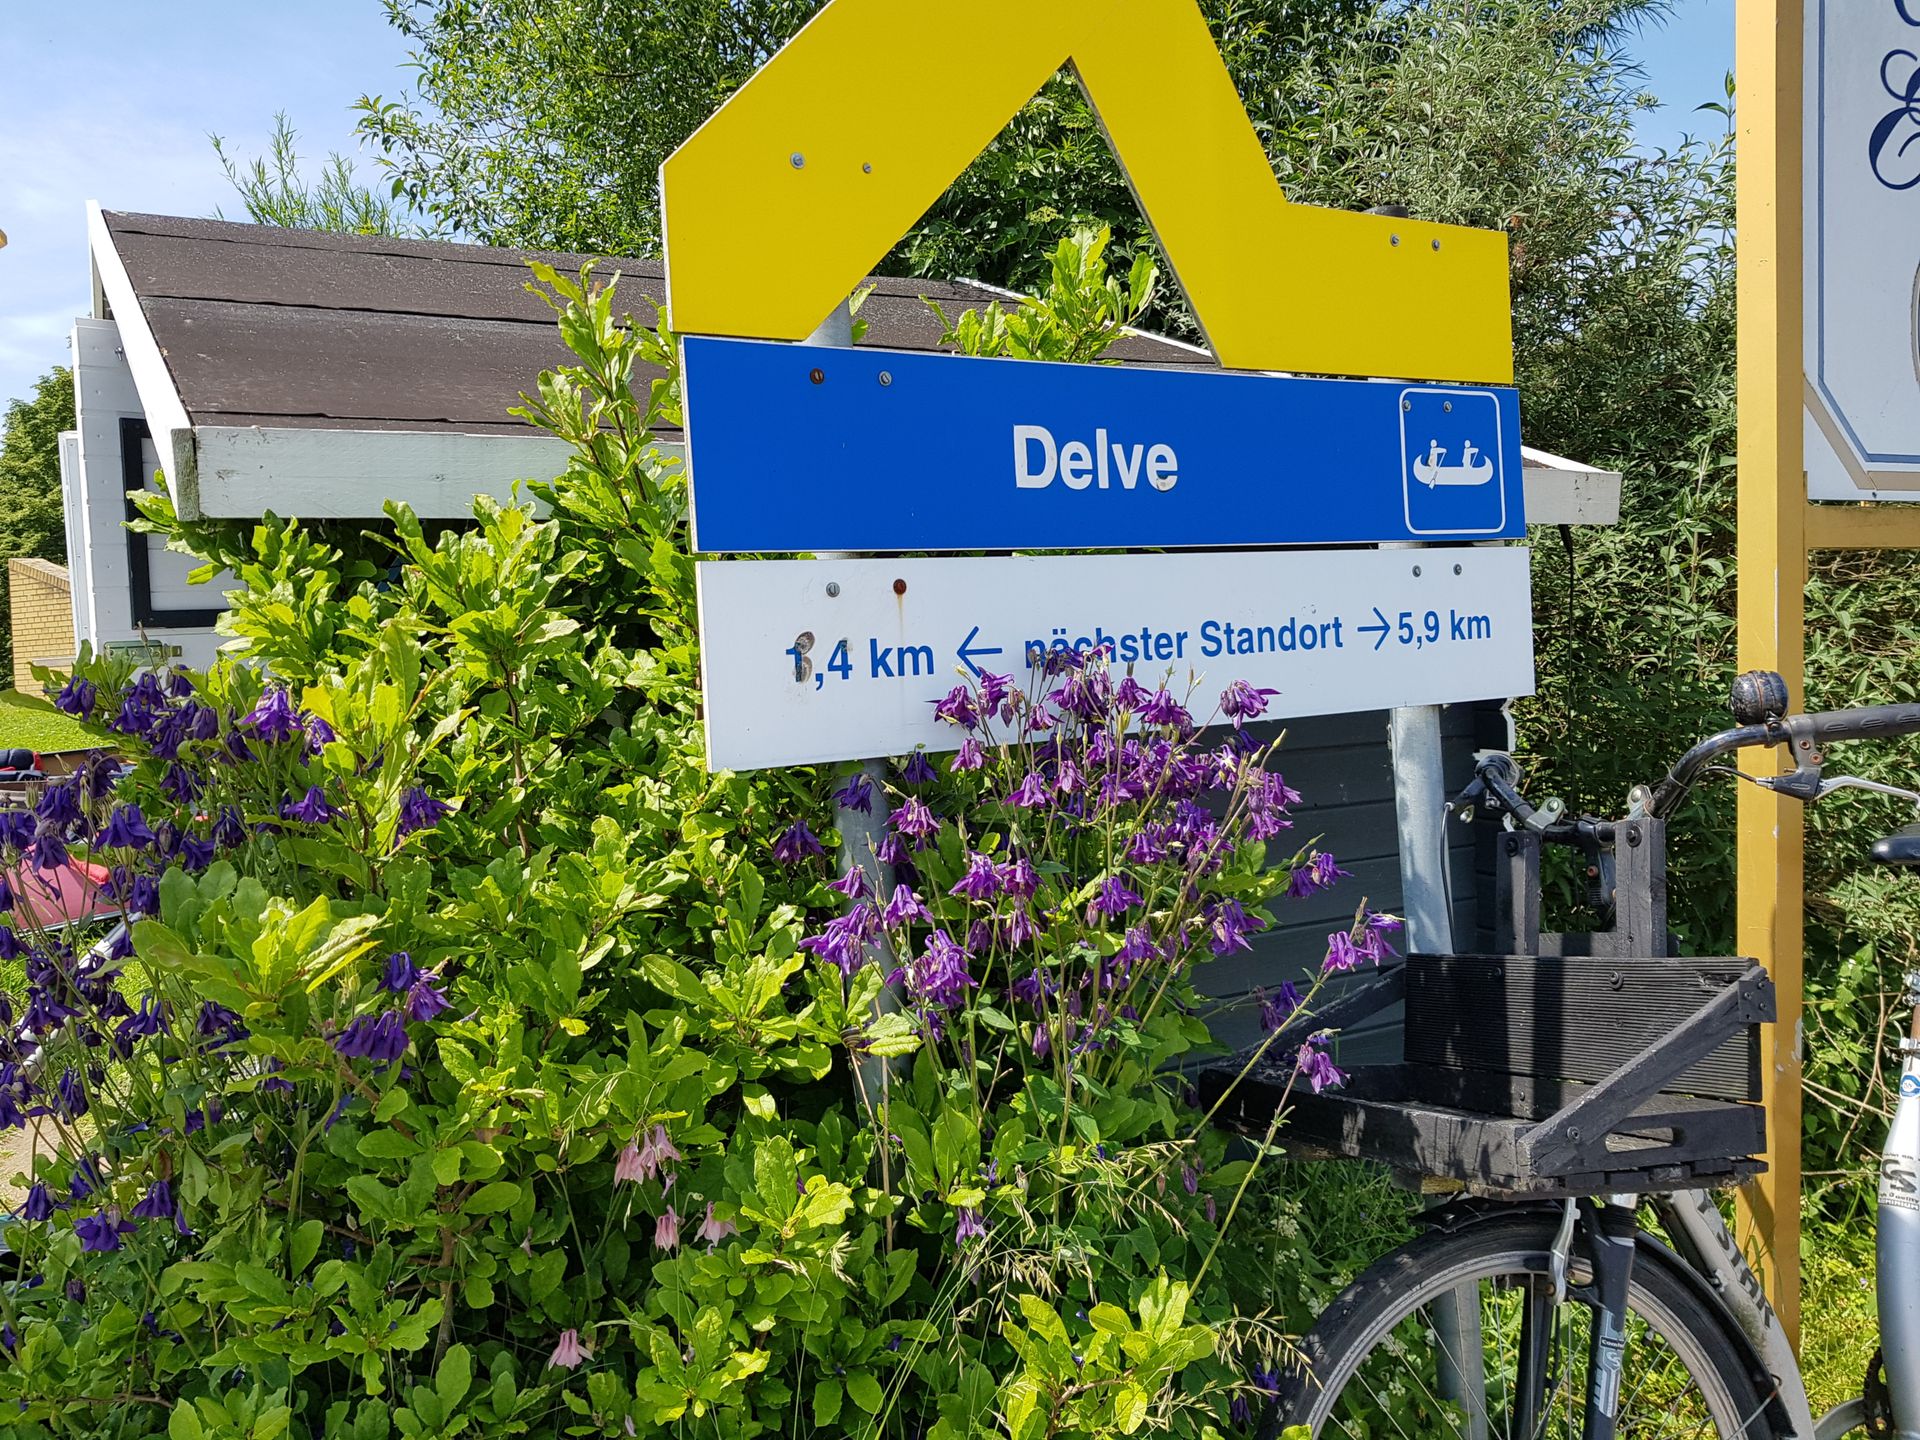 Delve
1,4 km ← nächster Standort → 5,9 km